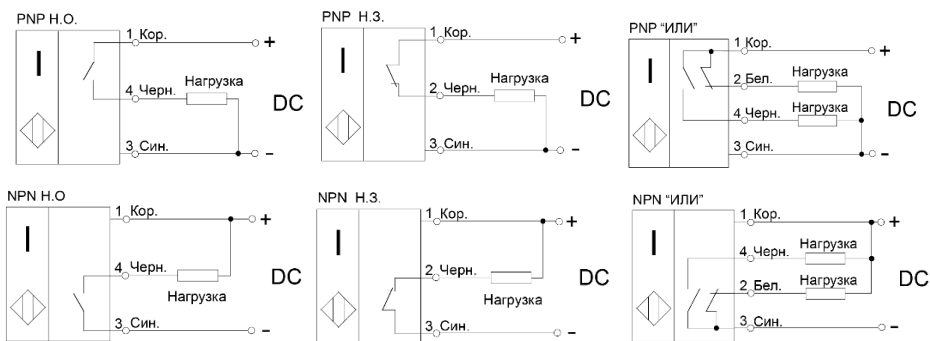 PNP Н.О.
1 Кор.
+
4 Черн.
Нагрузка
DC
3 Син.
-
PNP Н.З.
1 Кор.
+
2 Черн.
Нагрузка
DC
3 Син.
-
PNP “ИЛИ”
1 Кор.
+
2 Бел.
Нагрузка
4 Черн.
Нагрузка
DC
3 Син.
-
NPN Н.О
1 Кор.
+
4 Черн.
Нагрузка
DC
3 Син.
-
NPN Н.З.
1 Кор.
+
2 Черн.
Нагрузка
DC
3 Син.
-
NPN “ИЛИ”
1 Кор.
+
4 Черн.
Нагрузка
2 Бел.
Нагрузка
DC
3 Син.
-